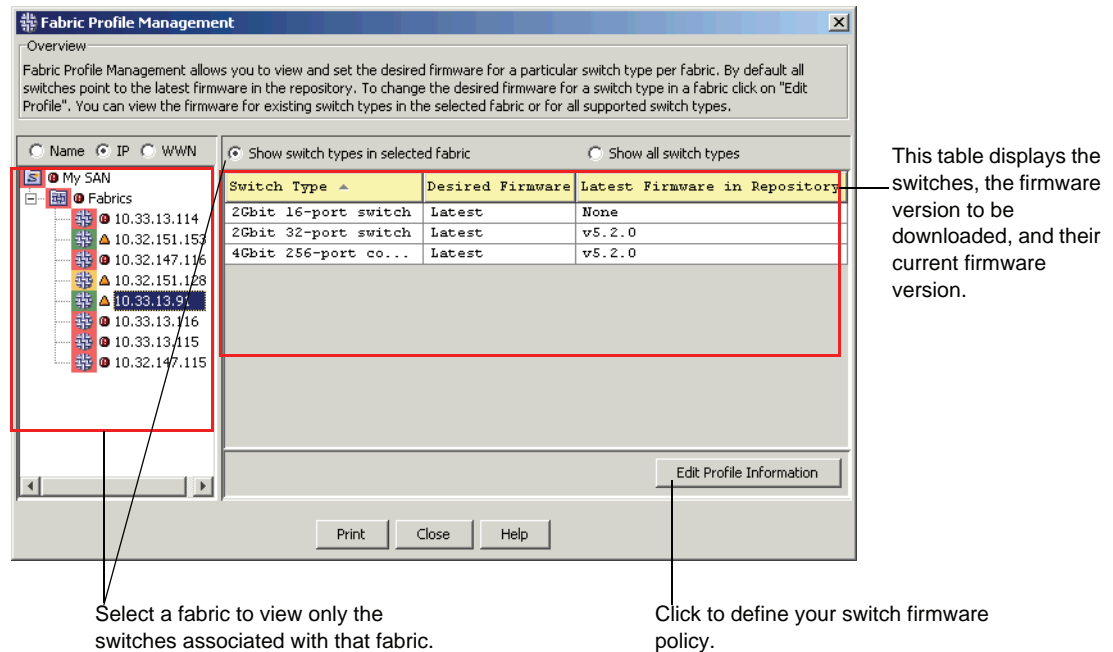 Fabric Profile Management
Overview
Fabric Profile Management allows you to view and set the desired firmware for a particular switch type per fabric. By default all
switches point to the latest firmware in the repository. To change the desired firmware for a switch type in a fabric click on "Edit
Profile". You can view the firmware for existing switch types in the selected fabric or for all supported switch types.
Name IP WWN
Show switch types in selected fabric Show all switch types
My SAN
Fabrics
10.33.13.114
10.32.151.153
10.32.147.116
10.32.151.128
10.33.13.91
10.33.13.116
10.33.13.115
10.32.147.115
Switch Type Desired Firmware Latest Firmware in Repository
2Gbit 16-port switch Latest None
2Gbit 32-port switch Latest v5.2.0
4Gbit 256-port co... Latest v5.2.0
Edit Profile Information
Print Close Help
This table displays the
switches, the firmware
version to be
downloaded, and their
current firmware
version.
Select a fabric to view only the
switches associated with that fabric.
Click to define your switch firmware
policy.